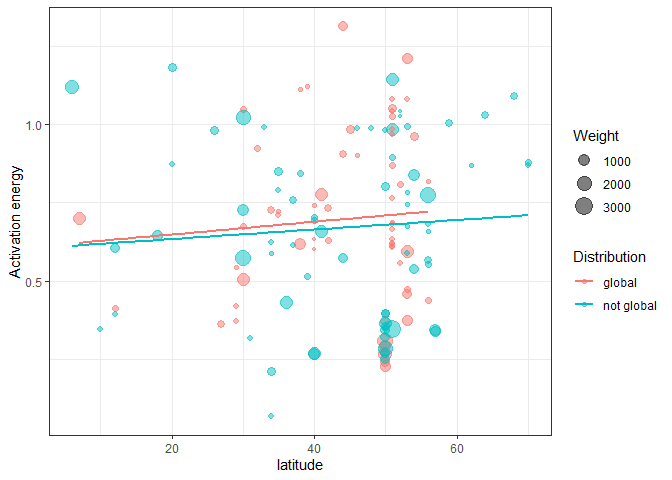 1.0
0.5
Activation energy
20
40
60
latitude
Weight
1000
2000
3000
Distribution
global
not global